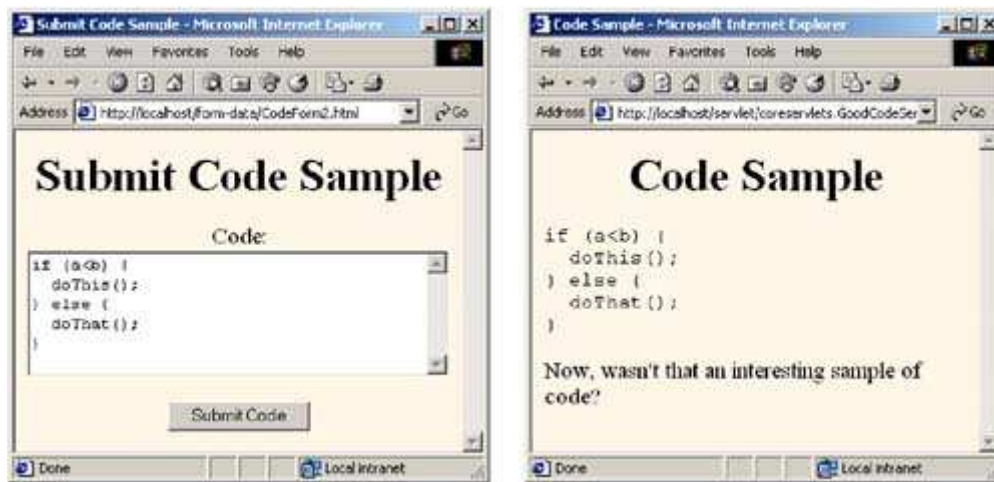 Submit Code Sample - Microsoft Internet Explorer
File Edit View Favorites Tools Help
Address http://localhost/form-data/CodeForm2.html Go
Submit Code Sample
Code:
if (a<b) {
doThis();
} else {
doThat();
}
Submit Code
Done Local intranet
Code Sample - Microsoft Internet Explorer
File Edit View Favorites Tools Help
Address http://localhost/servlet/coreservlets.GoodCodeSer Go
Code Sample
if (a<b) {
doThis();
} else {
doThat();
}
Now, wasn't that an interesting sample of
code?
Done Local intranet